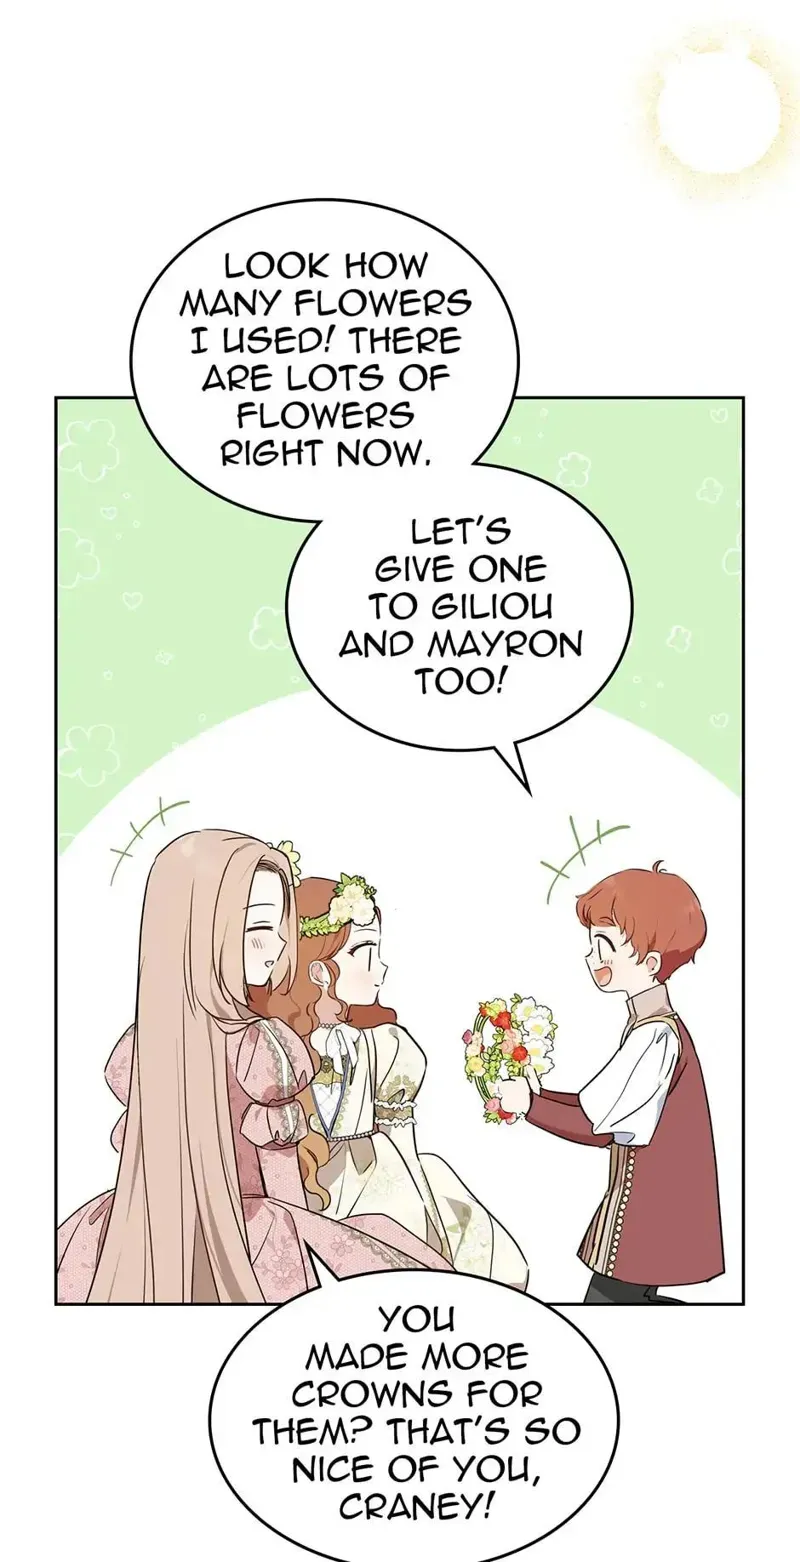 LOOK HOW
MANY FLOWERS
I USED! THERE
ARE LOTS OF
FLOWERS
RIGHT NOW.
LET'S
GIVE ONE
TO GILIOU
AND MAYRON
TOO!
YOU
MADE MORE
CROWNS FOR
THEM? THAT'S SO
NICE OF YOU,
CRANEY!